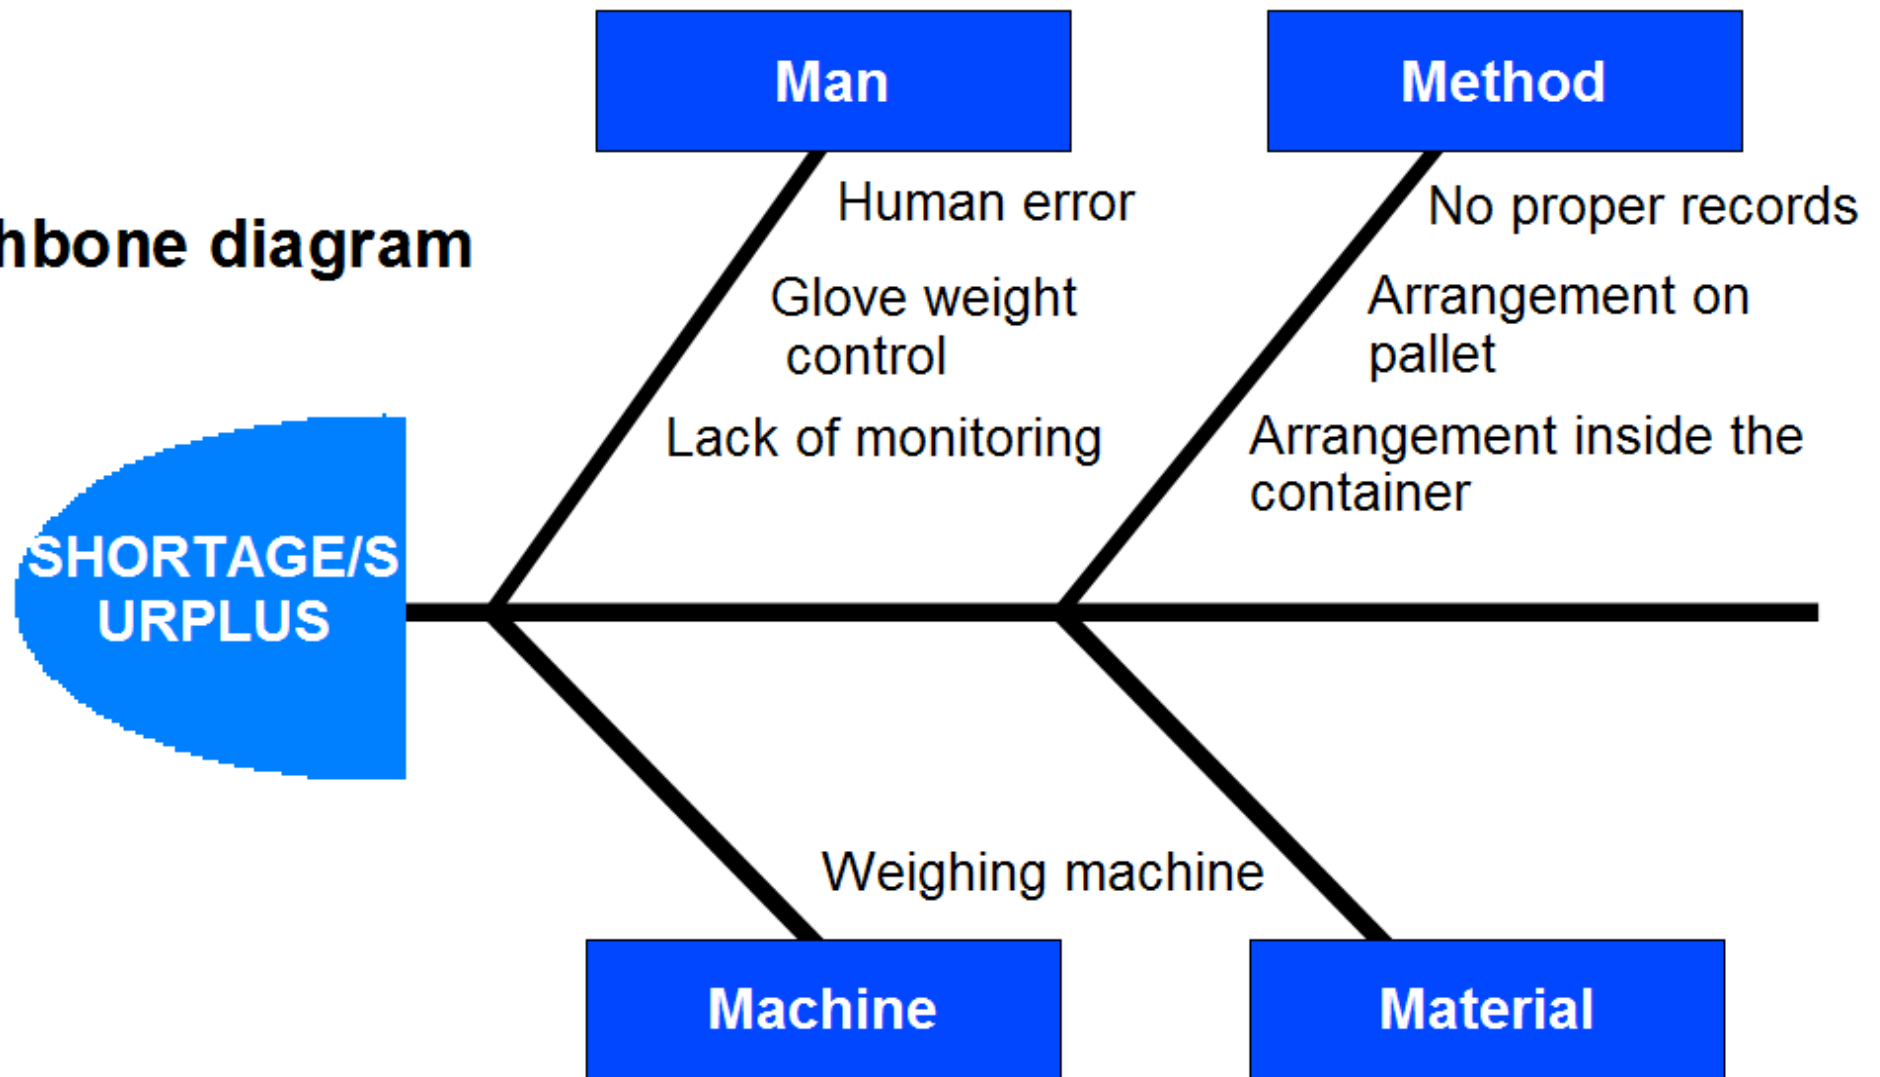 Man
Method
Human error
No proper records
hbone diagram
Glove weight
control
Arrangement on
pallet
Lack of monitoring
Arrangement inside the
container
SHORTAGE/S
URPLUS
Weighing machine
Machine
Material